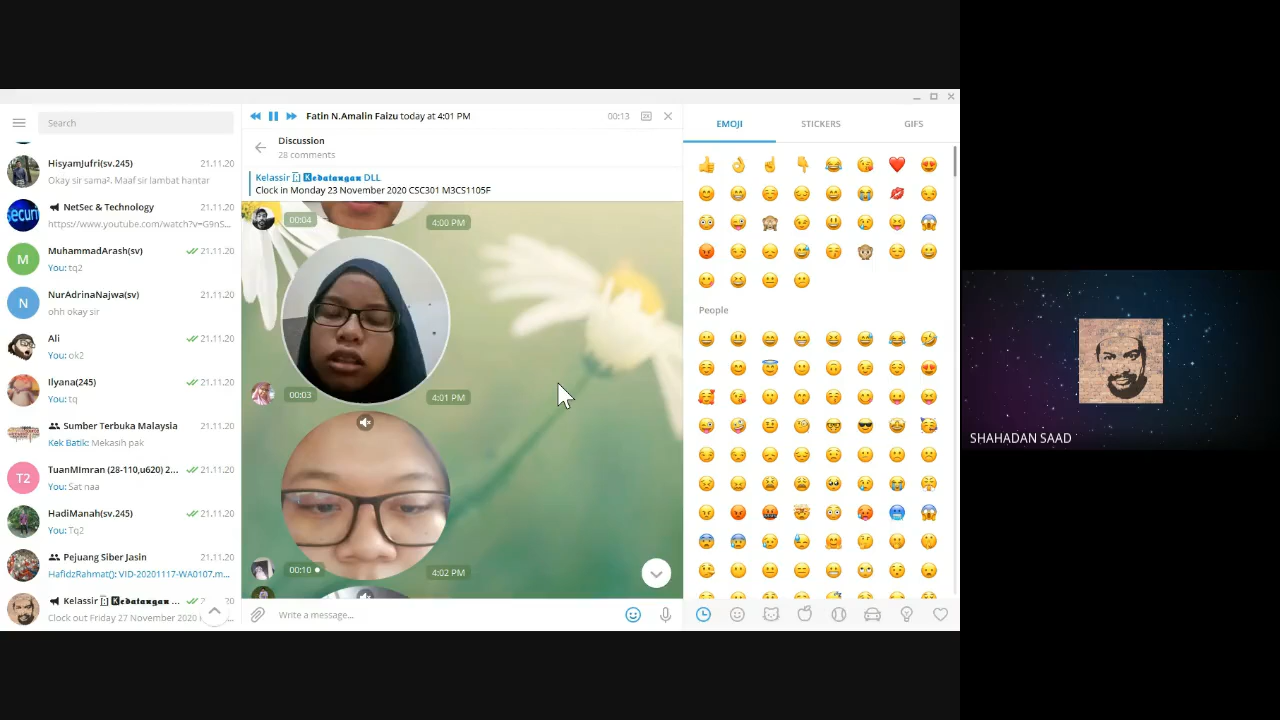 Search
HisyamJufri(sv.245) 21.11.20
Okay sir sama². Maaf sir lambat hantar
NetSec & Technology 21.11.20
https://www.youtube.com/watch?v=G9nS...
MuhammadArash(sv) 21.11.20
You: tq2
NurAdrinaNajwa(sv) 21.11.20
ohh okay sir
Ali 21.11.20
You: ok2
Ilyana(245) 21.11.20
You: tq
Sumber Terbuka Malaysia 21.11.20
Kek Batik: Mekasih pak
TuanMImran (28-110,u620) 2... 21.11.20
You: Sat naa
HadiManah(sv.245) 21.11.20
You: Tq2
Pejuang Siber Jasin 21.11.20
HafidzRahmat(): VID-20201117-WA0107.m...
Kelassir 𝕶𝖊𝖉𝖆𝖙𝖆𝖓𝖌𝖆𝖓 ...
Clock out Friday 27 November 2020
M
N
T2
Fatin N.Amalin Faizu today at 4:01 PM 00:13 2X
Discussion
28 comments
Kelassir 𝕶𝖊𝖉𝖆𝖙𝖆𝖓𝖌𝖆𝖓 DLL
Clock in Monday 23 November 2020 CSC301 M3CS1105F
00:04 4:00 PM
00:03 4:01 PM
00:10 4:02 PM
Write a message...
EMOJI STICKERS GIFS
People
SHAHADAN SAAD